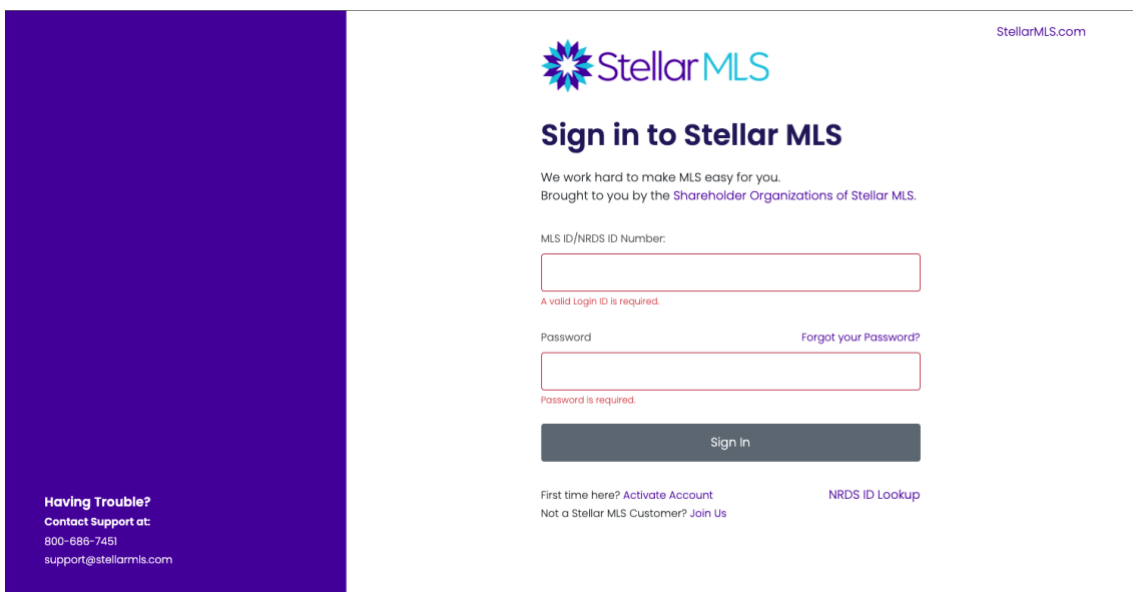 StellarMLS.com
Stellar MLS
Sign in to Stellar MLS
We work hard to make MLS easy for you.
Brought to you by the Shareholder Organizations of Stellar MLS.
MLS ID/NRDS ID Number:
A valid Login ID is required.
Password Forgot your Password?
Password is required.
Sign In
First time here? Activate Account NRDS ID Lookup
Not a Stellar MLS Customer? Join Us
Having Trouble?
Contact Support at:
800-686-7451
support@stellarmls.com